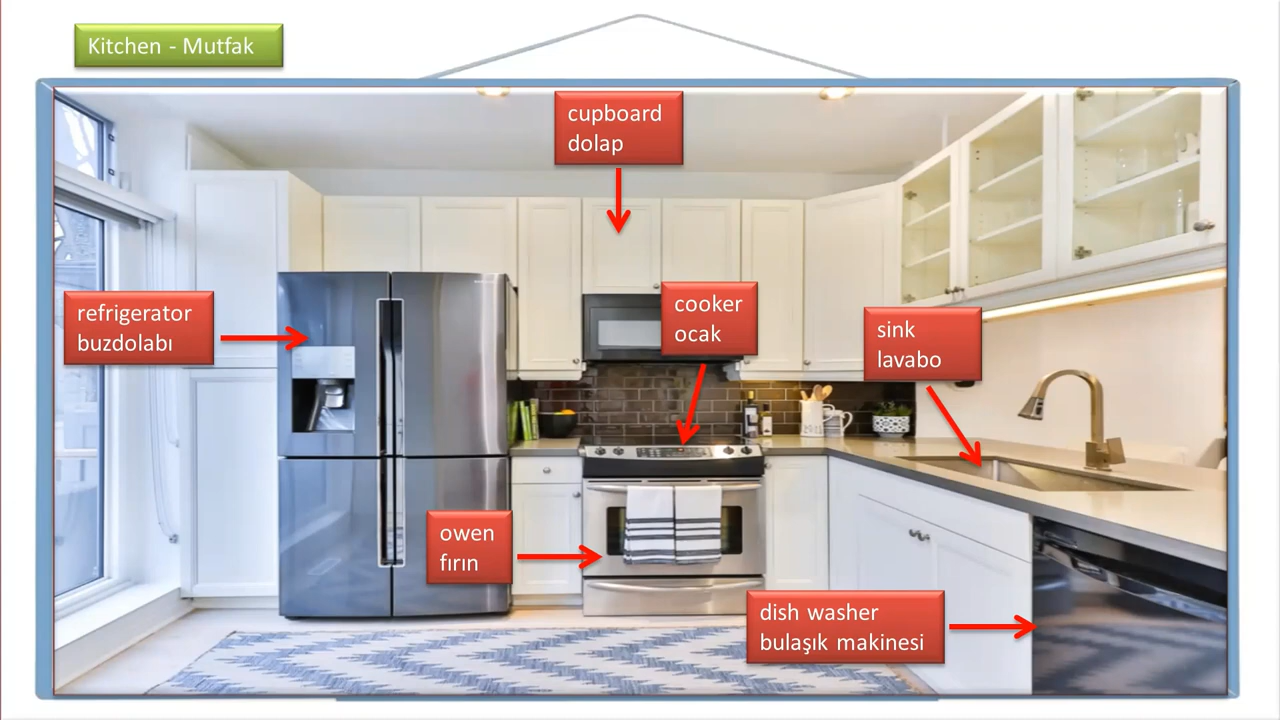 Kitchen - Mutfak
cupboard
dolap
refrigerator
buzdolabı
cooker
ocak
sink
lavabo
owen
fırın
dish washer
bulaşık makinesi